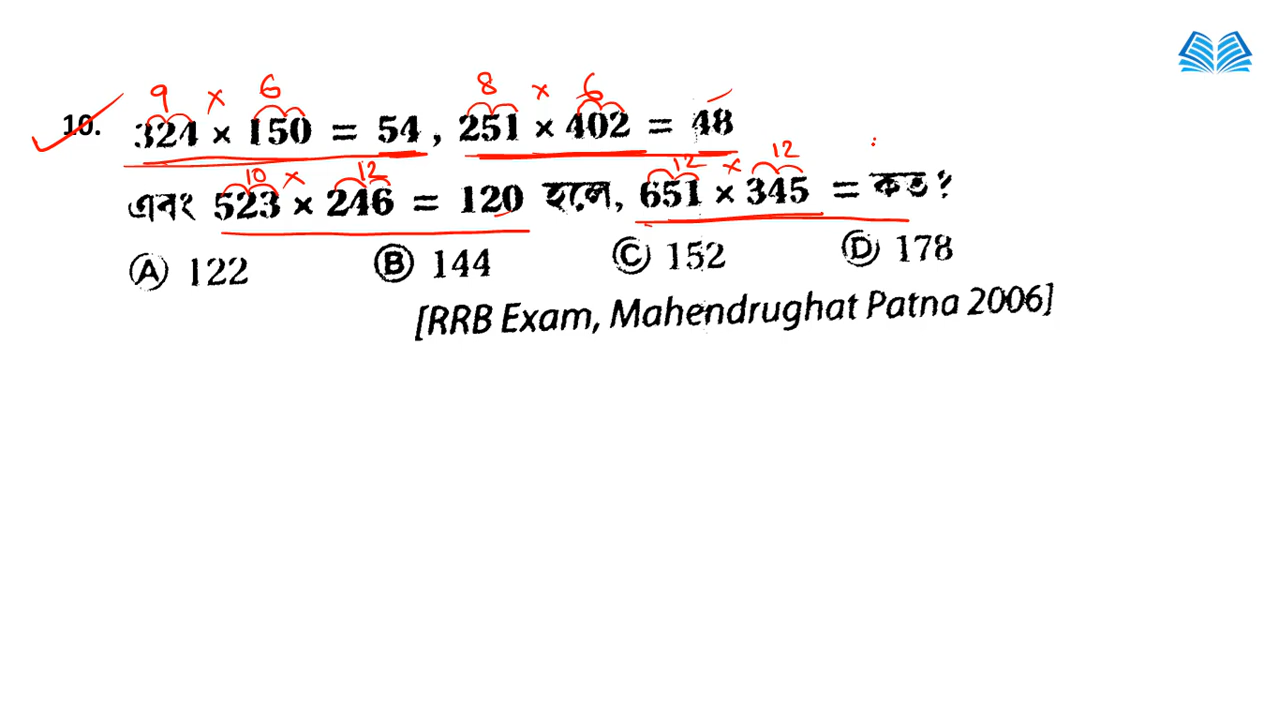 9 × 6 8 × 6
10. 324 × 150 = 54, 251 × 402 = 48
10 × 12 12 × 12
এবং 523 × 246 = 120 হলে, 651 × 345 = কত?
Ⓐ 122 Ⓑ 144 Ⓒ 152 Ⓓ 178
[RRB Exam, Mahendrughat Patna 2006]